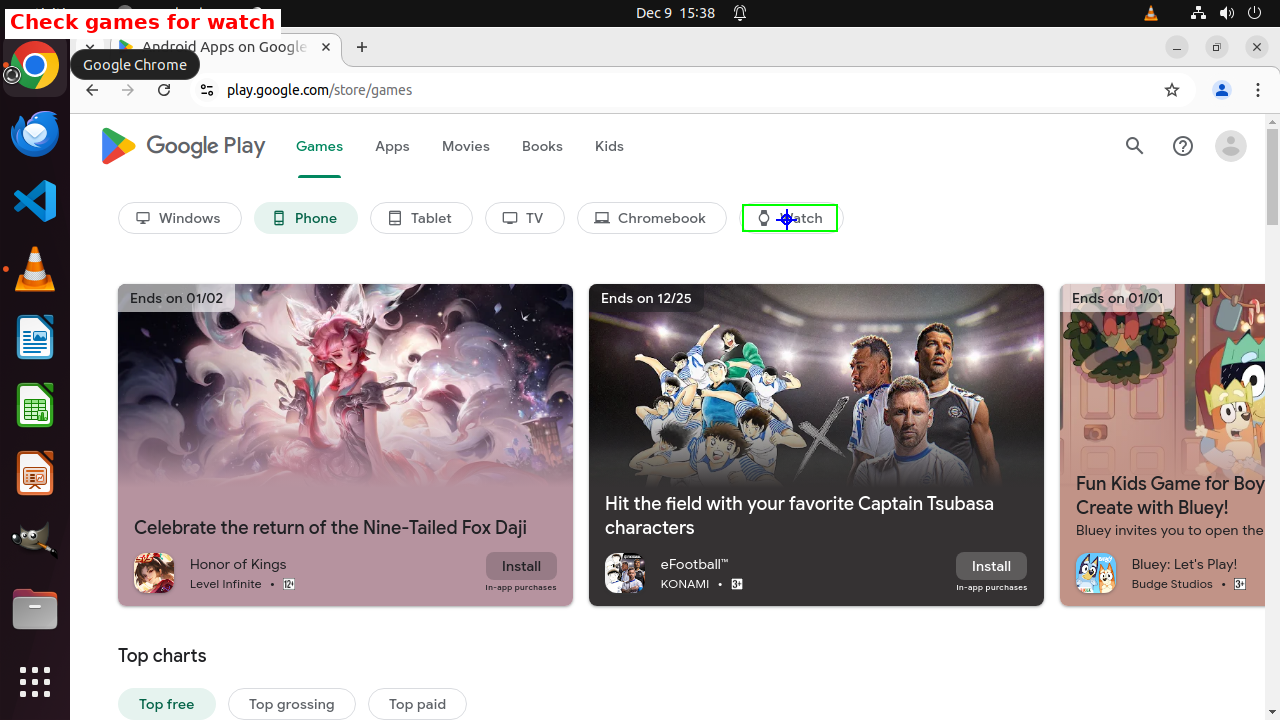 Check games for watch
Dec 9 15:38
Android Apps on Google
Google Chrome
play.google.com/store/games
Google Play
Games
Apps
Movies
Books
Kids
Windows
Phone
Tablet
TV
Chromebook
Watch
Ends on 01/02
Celebrate the return of the Nine-Tailed Fox Daji
Honor of Kings
Level Infinite • 12+
Install
In-app purchases
Ends on 12/25
Hit the field with your favorite Captain Tsubasa
characters
eFootball™
KONAMI • 3+
Install
In-app purchases
Ends on 01/01
Fun Kids Game for Boy
Create with Bluey!
Bluey invites you to open the
Bluey: Let's Play!
Budge Studios • 3+
Top charts
Top free
Top grossing
Top paid